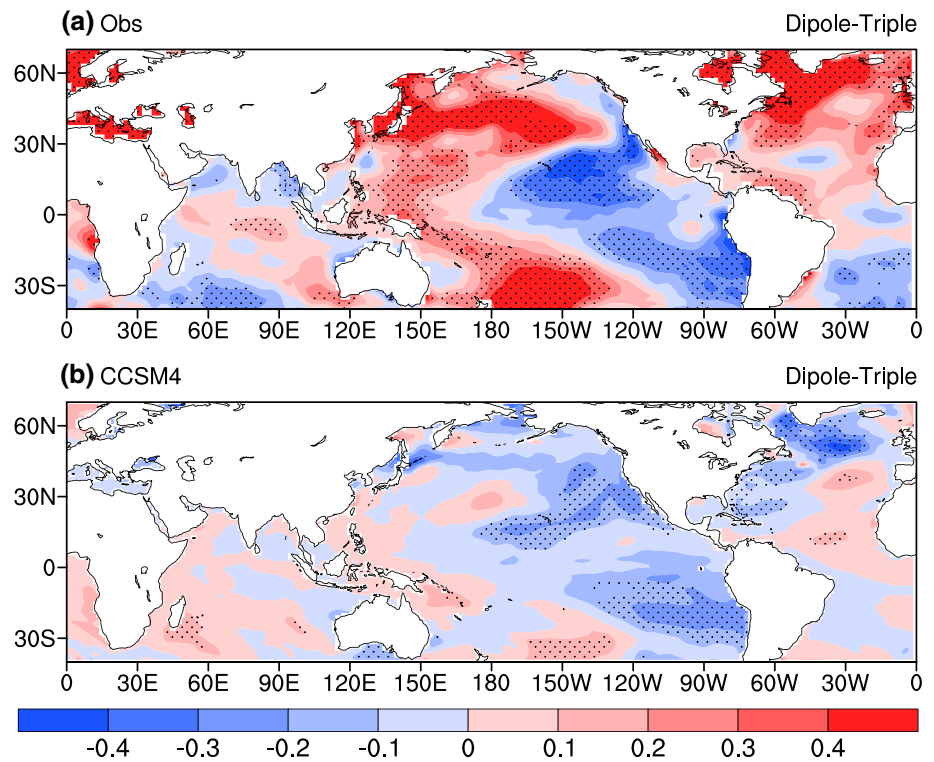 (a) Obs Dipole-Triple
60N
30N
0
30S
0 30E 60E 90E 120E 150E 180 150W 120W 90W 60W 30W 0
(b) CCSM4 Dipole-Triple
60N
30N
0
30S
0 30E 60E 90E 120E 150E 180 150W 120W 90W 60W 30W 0
-0.4 -0.3 -0.2 -0.1 0 0.1 0.2 0.3 0.4